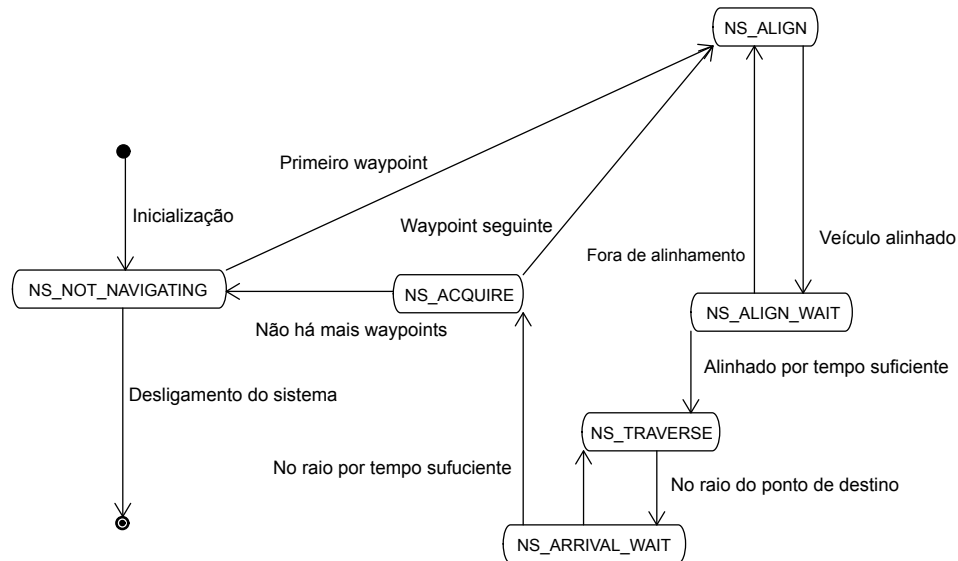 NS_ALIGN
Primeiro waypoint
Inicialização
Waypoint seguinte
Fora de alinhamento
Veículo alinhado
NS_NOT_NAVIGATING
NS_ACQUIRE
NS_ALIGN_WAIT
Não há mais waypoints
Alinhado por tempo suficiente
Desligamento do sistema
NS_TRAVERSE
No raio por tempo sufuciente
No raio do ponto de destino
NS_ARRIVAL_WAIT